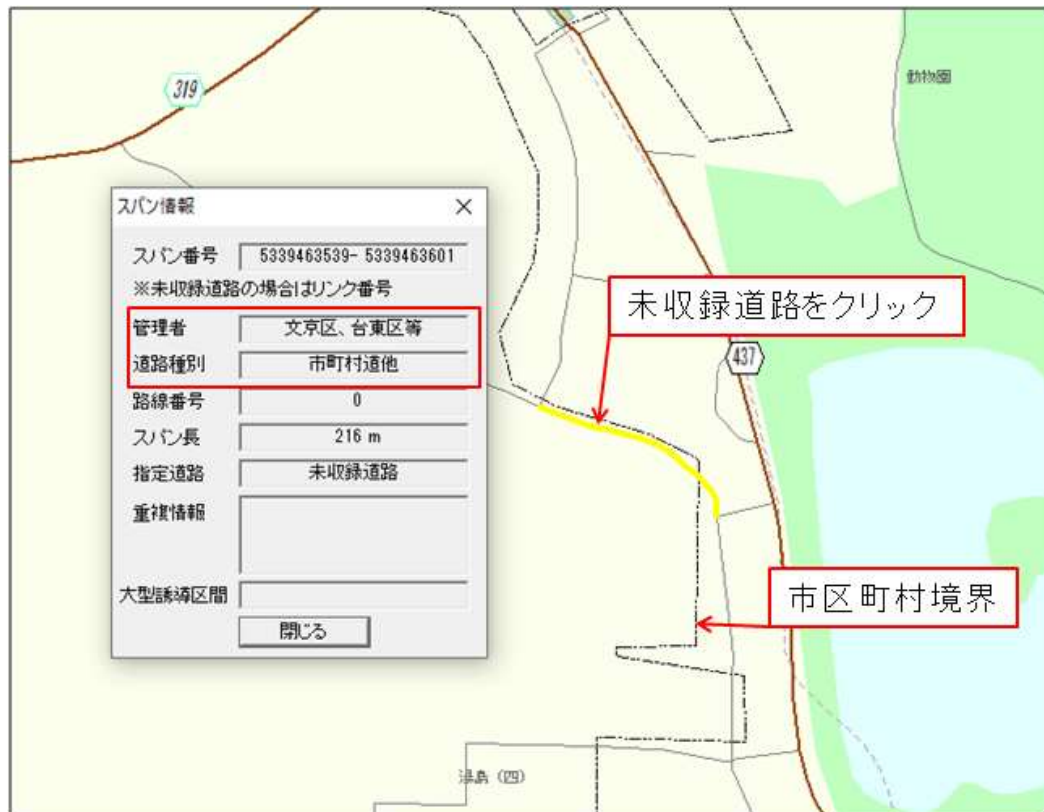 動物園
319
スパン情報
スパン番号 5339463539- 5339463601
※未収録道路の場合はリンク番号
管理者 文京区、台東区等
道路種別 市町村道他
路線番号 0
スパン長 216 m
指定道路 未収録道路
重複情報
大型誘導区間
閉じる
未収録道路をクリック
437
市区町村境界
湯島（四）